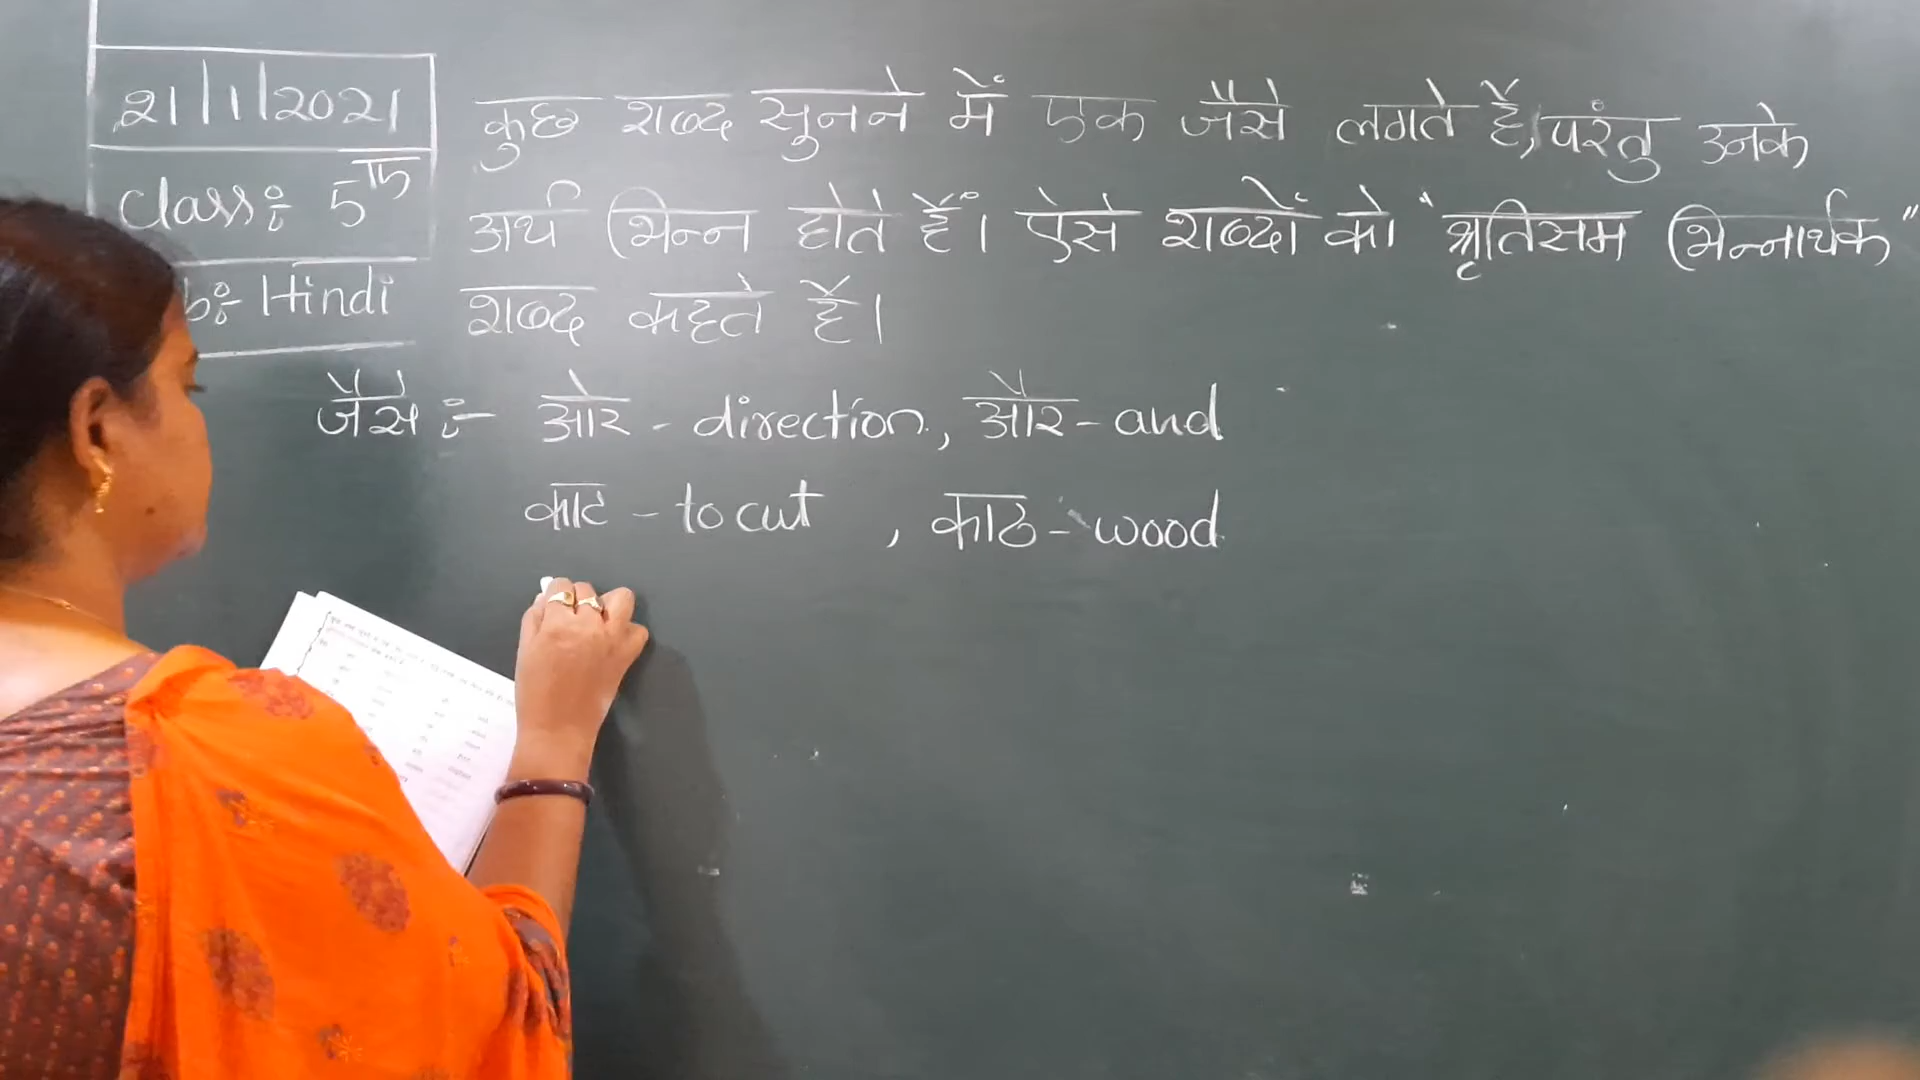 21/1/2021
Class:- 5th
b:- Hindi
कुछ शब्द सूनने में एक जैसे लगते हैं, परंतु उनके
अर्थ भिन्न होते हैं। ऐसे शब्दों को "श्रृतिसम भिन्नार्थक"
शब्द कहते हैं।
जैसे:- ओर - direction, और - and
काट - to cut , काठ - wood